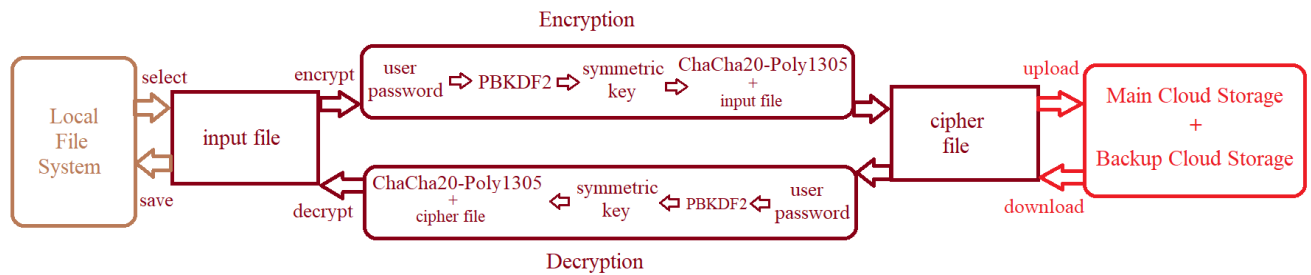 Encryption
Local
File
System
select
save
input file
encrypt
decrypt
user
password
PBKDF2
symmetric
key
ChaCha20-Poly1305
+
input file
cipher
file
upload
download
Main Cloud Storage
+
Backup Cloud Storage
ChaCha20-Poly1305
+
cipher file
symmetric
key
PBKDF2
user
password
Decryption